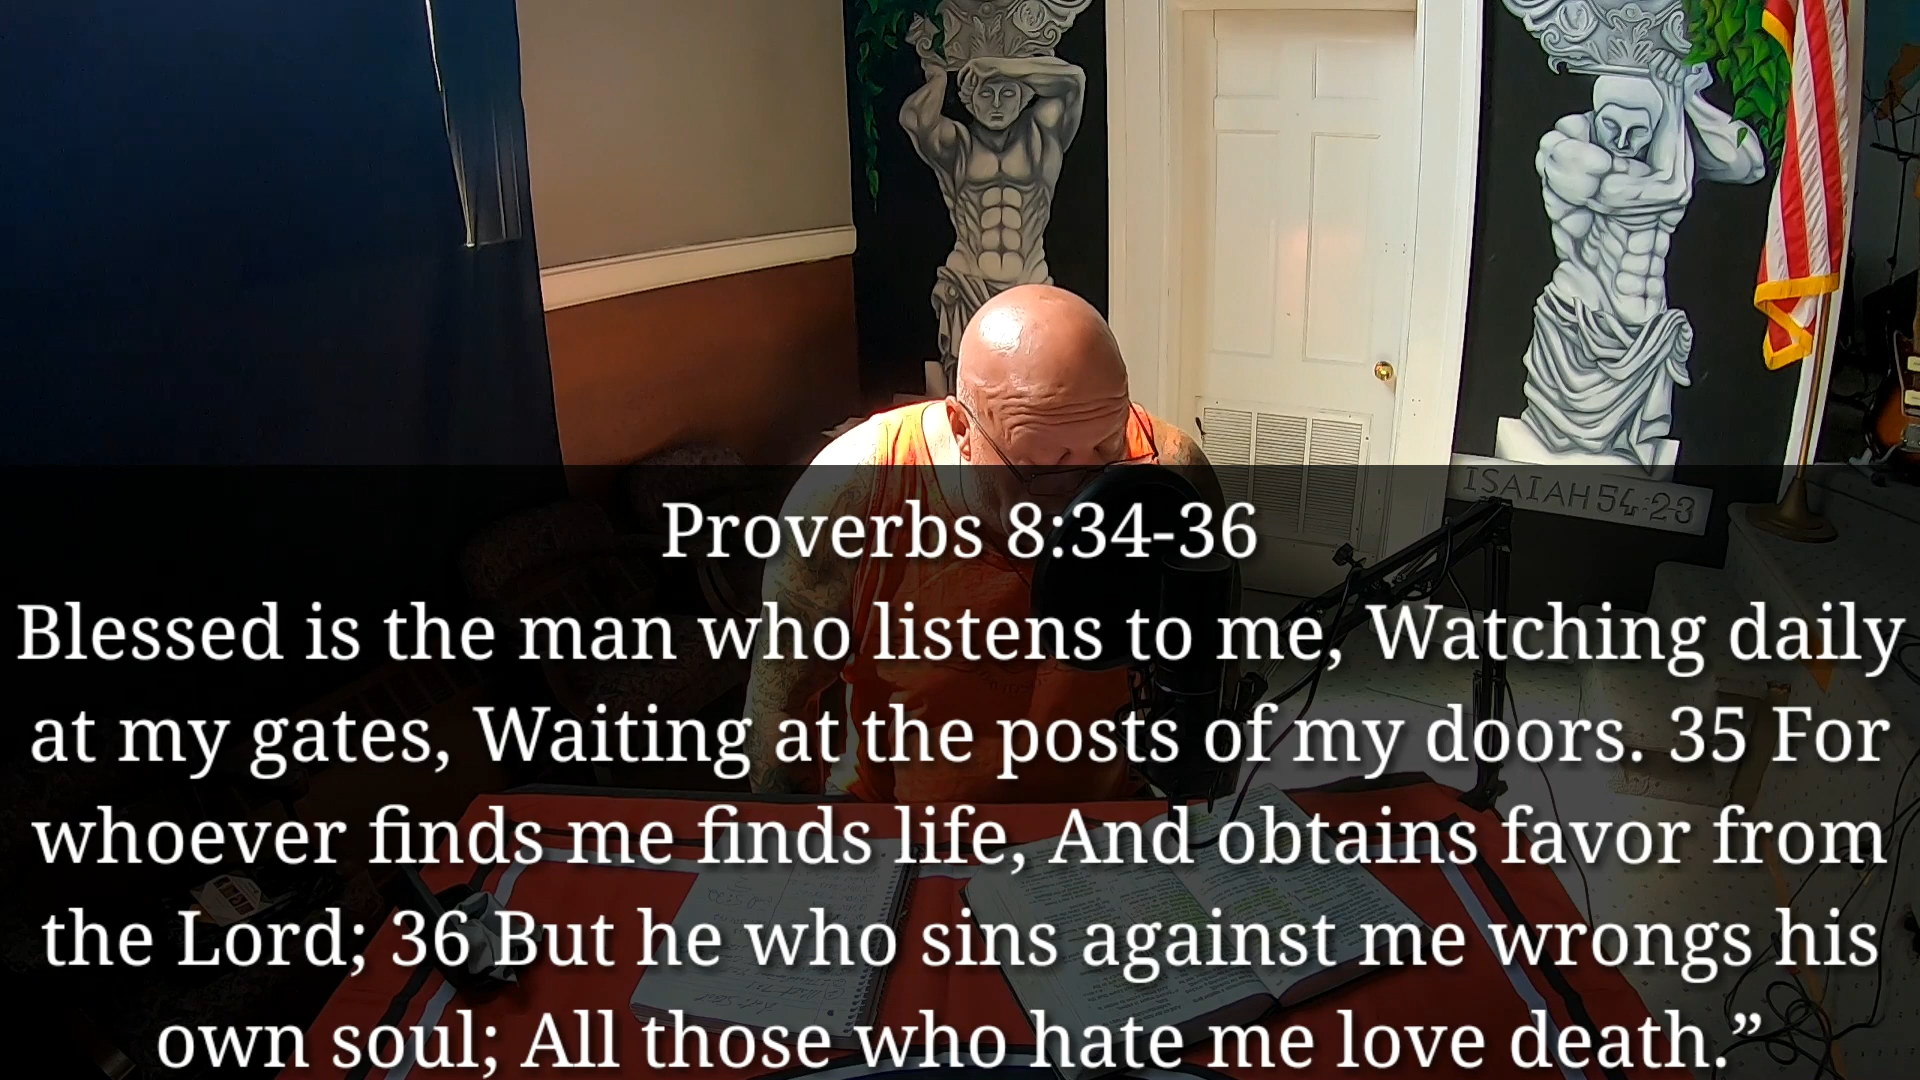 ISAIAH 54:2-3
Proverbs 8:34-36
Blessed is the man who listens to me, Watching daily
at my gates, Waiting at the posts of my doors. 35 For
whoever finds me finds life, And obtains favor from
the Lord; 36 But he who sins against me wrongs his
own soul; All those who hate me love death.”